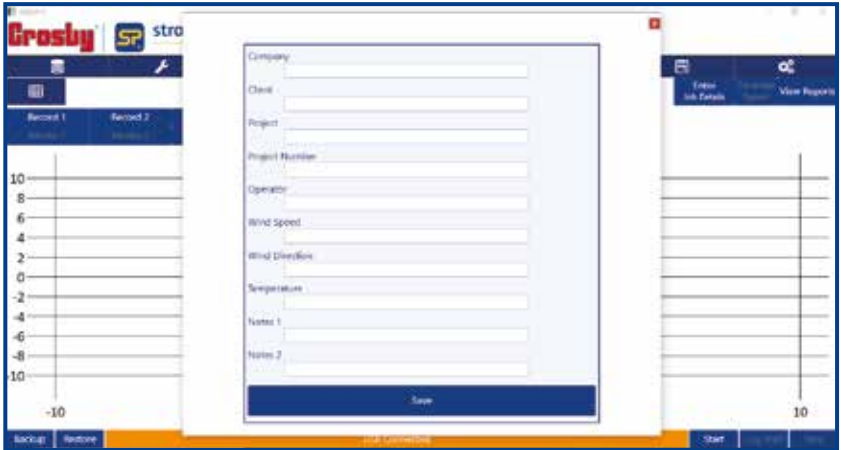 Crosby SP stro
Enter Job Details
View Reports
Record 1 Record 2
Company
Client
Project
Project Number
Operator
Wind Speed
Wind Direction
Temperature
Notes 1
Notes 2
Save
10
8
6
4
2
0
-2
-4
-6
-8
-10
-10 10
Backup Restore USB Connected Start